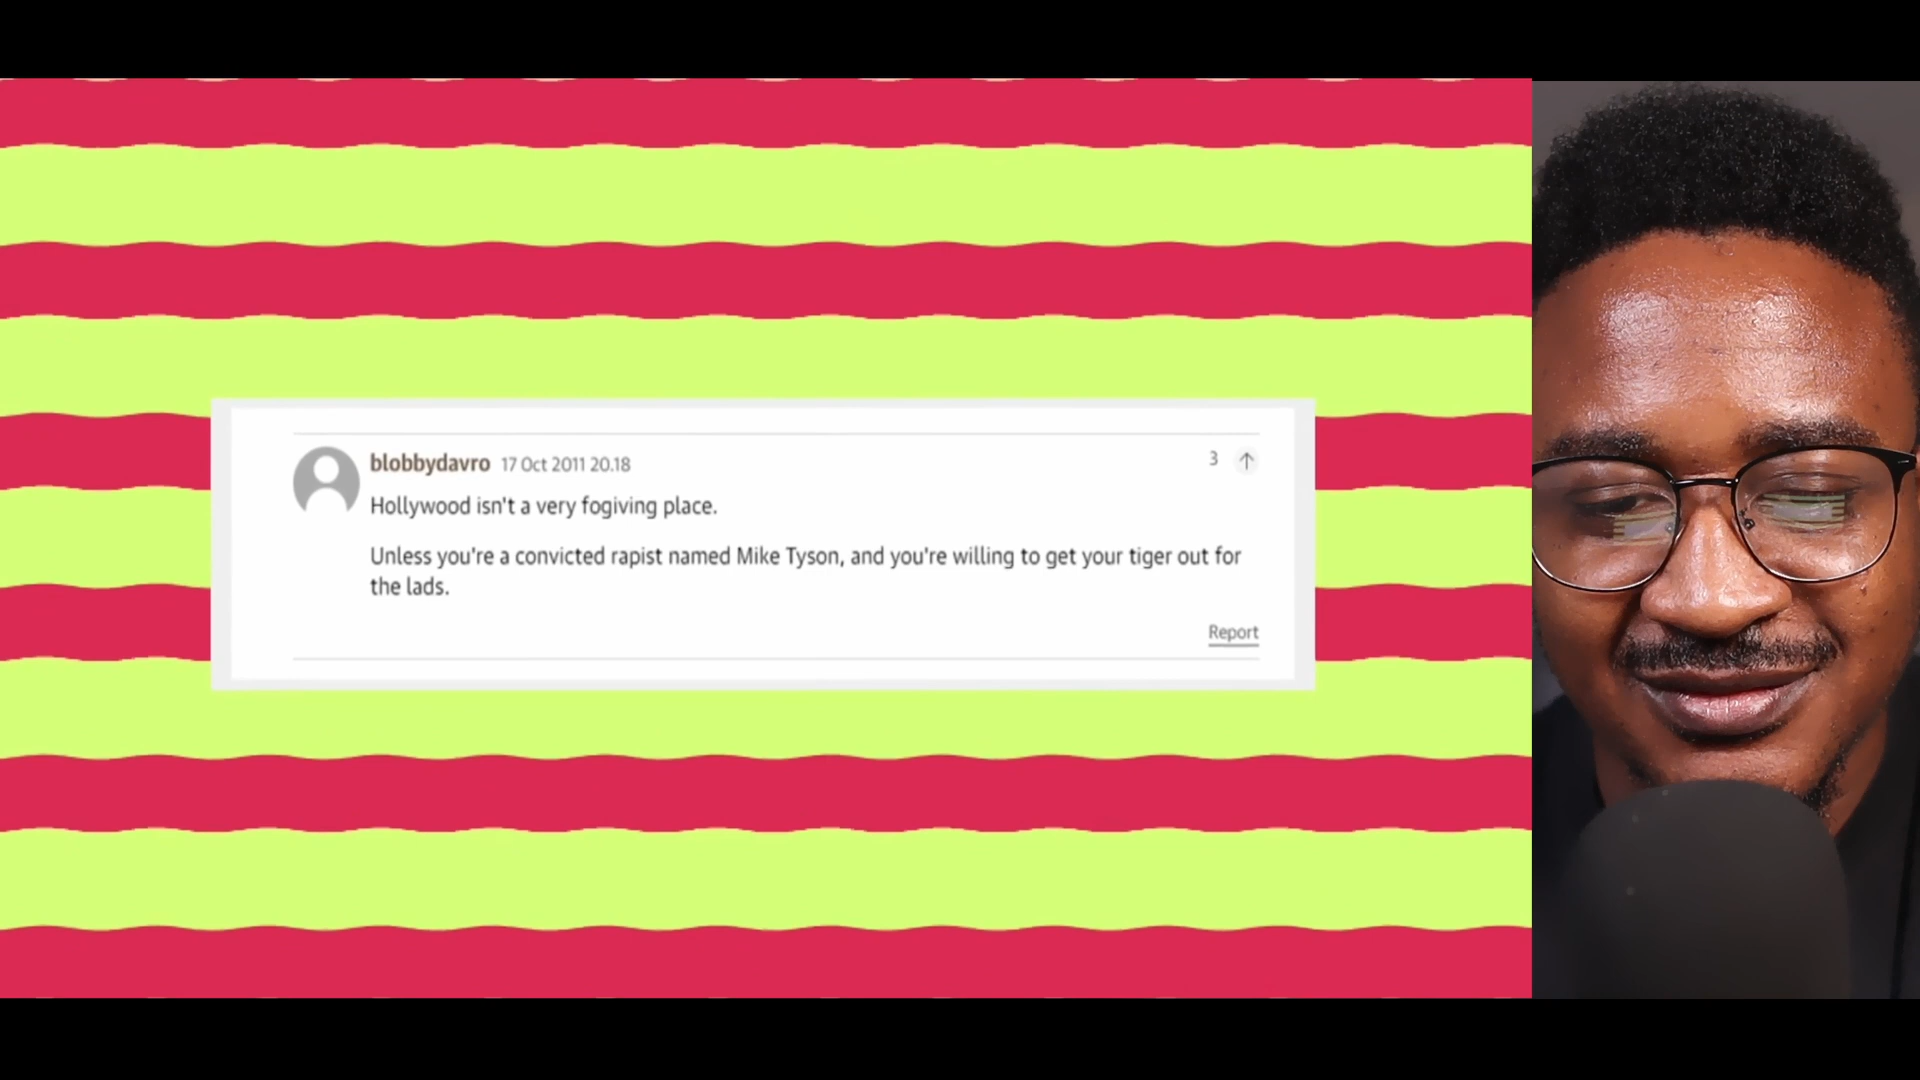 blobbydavro 17 Oct 2011 20.18
3
Hollywood isn't a very fogiving place.
Unless you're a convicted rapist named Mike Tyson, and you're willing to get your tiger out for
the lads.
Report